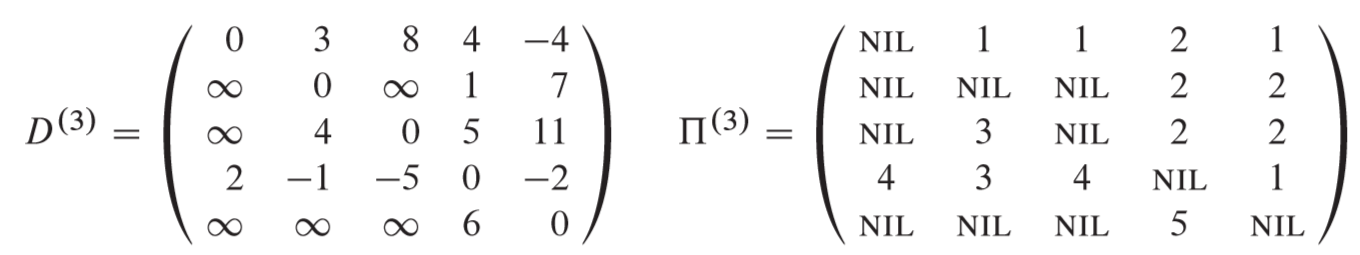 0 3 8 4 −4 NIL 1 1 2 1
∞ 0 ∞ 1 7 NIL NIL NIL 2 2
D(3) = ∞ 4 0 5 11 Π(3) = NIL 3 NIL 2 2
2 −1 −5 0 −2 4 3 4 NIL 1
∞ ∞ ∞ 6 0 NIL NIL NIL 5 NIL